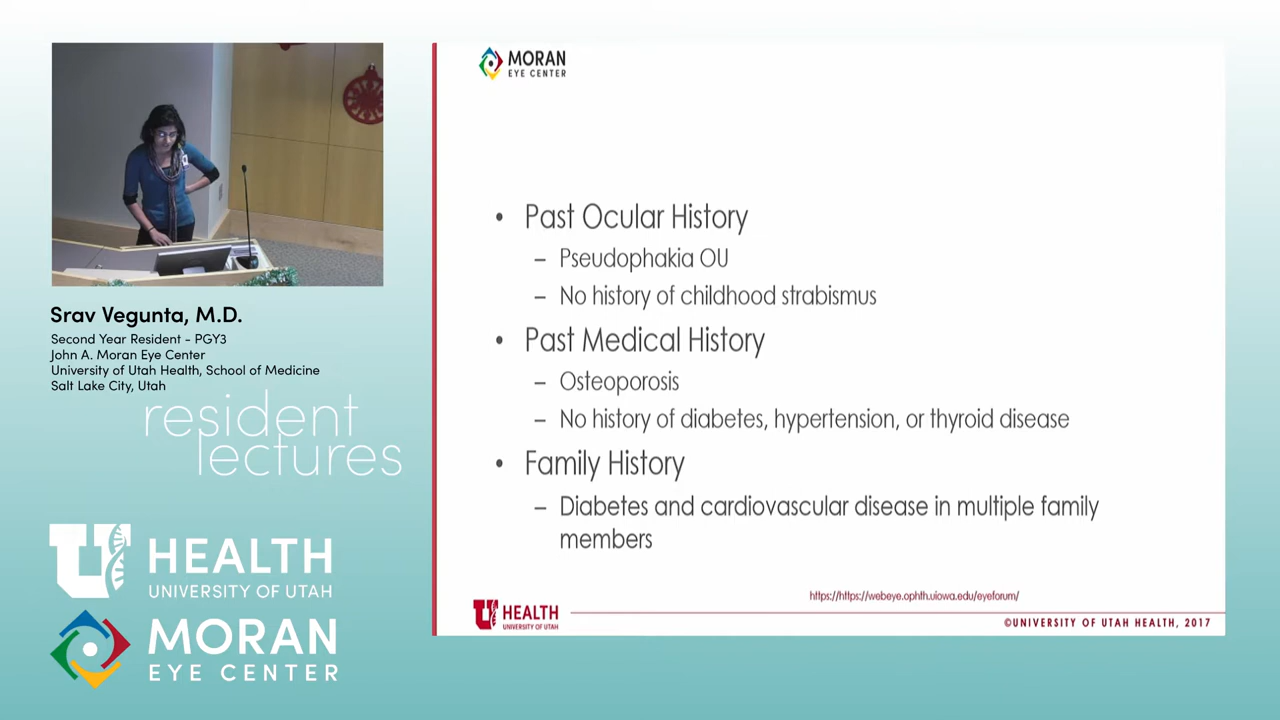 Srav Vegunta, M.D.
Second Year Resident - PGY3
John A. Moran Eye Center
University of Utah Health, School of Medicine
Salt Lake City, Utah
resident
lectures
U HEALTH
UNIVERSITY OF UTAH
MORAN
EYE CENTER
MORAN
EYE CENTER
• Past Ocular History
– Pseudophakia OU
– No history of childhood strabismus
• Past Medical History
– Osteoporosis
– No history of diabetes, hypertension, or thyroid disease
• Family History
– Diabetes and cardiovascular disease in multiple family
members
https://https://webeye.ophth.uiowa.edu/eyeforum/
U HEALTH
UNIVERSITY OF UTAH
©UNIVERSITY OF UTAH HEALTH, 2017